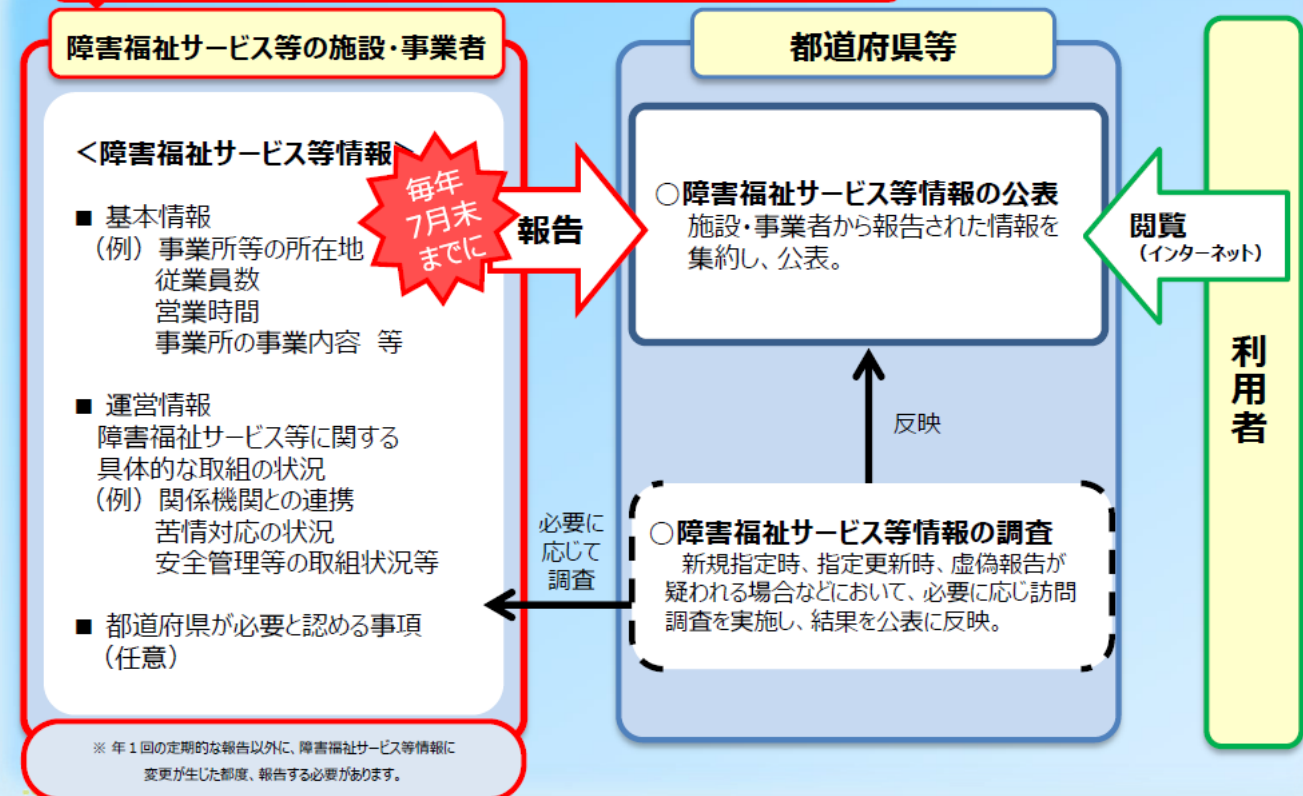 障害福祉サービス等の施設・事業者
<障害福祉サービス等情報>
■ 基本情報
(例)事業所等の所在地
従業員数
営業時間
事業所の事業内容 等
■ 運営情報
障害福祉サービス等に関する
具体的な取組の状況
(例)関係機関との連携
苦情対応の状況
安全管理等の取組状況等
■ 都道府県が必要と認める事項
(任意)
※ 年1回の定期的な報告以外に、障害福祉サービス等情報に
変更が生じた都度、報告する必要があります。
毎年
7月末
までに
報告
必要に
応じて
調査
都道府県等
○障害福祉サービス等情報の公表
施設・事業者から報告された情報を
集約し、公表。
反映
○障害福祉サービス等情報の調査
新規指定時、指定更新時、虚偽報告が
疑われる場合などにおいて、必要に応じ訪問
調査を実施し、結果を公表に反映。
閲覧
(インターネット)
利用者